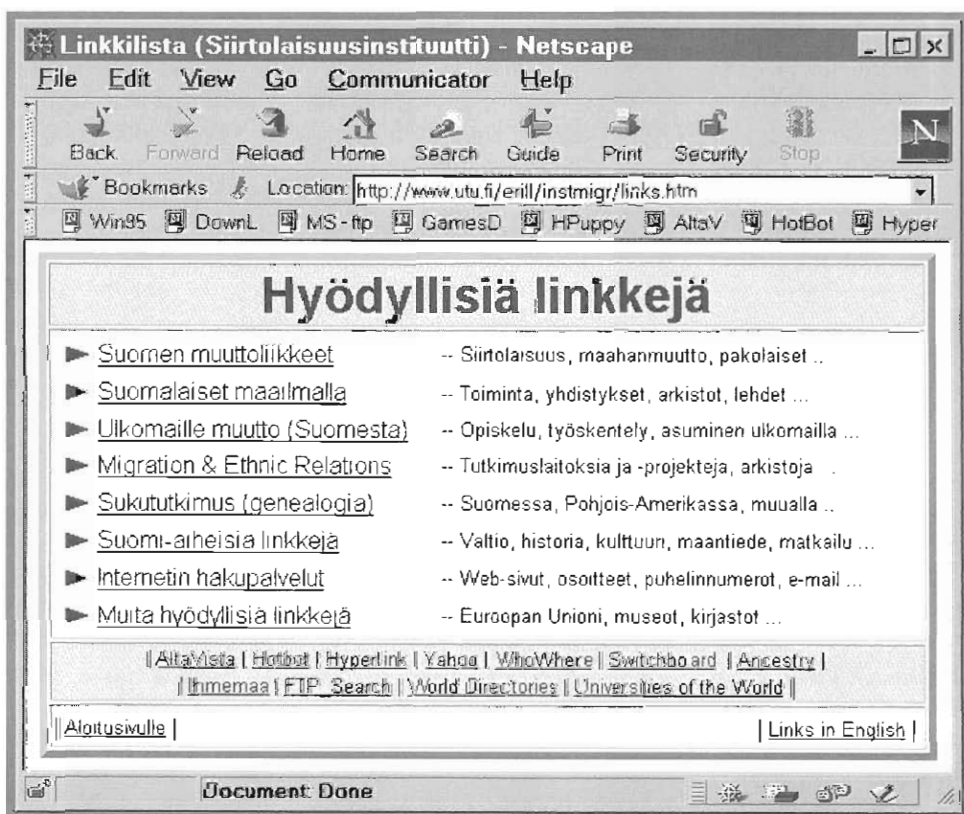 Linkkilista (Siirtolaisuusinstituutti) - Netscape
File Edit View Go Communicator Help
Back Forward Reload Home Search Guide Print Security Stop
N
Bookmarks Location: http://www.utu.fi/erill/instmigr/links.htm
Win95 DownL MS-ftp GamesD HPuppy AltaV HotBot Hyper
Hyödyllisiä linkkejä
Suomen muuttoliikkeet -- Siirtolaisuus, maahanmuutto, pakolaiset ..
Suomalaiset maailmalla -- Toiminta, yhdistykset, arkistot, lehdet ...
Ulkomaille muutto (Suomesta) -- Opiskelu, työskentely, asuminen ulkomailla ...
Migration & Ethnic Relations -- Tutkimuslaitoksia ja -projekteja, arkistoja .
Sukututkimus (genealogia) -- Suomessa, Pohjois-Amerikassa, muualla ..
Suomi-aiheisia linkkejä -- Valtio, historia, kulttuuri, maantiede, matkailu ...
Internetin hakupalvelut -- Web-sivut, osoitteet, puhelinnumerot, e-mail ...
Muita hyödyllisiä linkkejä -- Euroopan Unioni, museot, kirjastot ...
|| AltaVista | Hotbot | Hyperlink | Yahoo | WhoWhere | Switchboard | Ancestry |
| Ihmemaa | FTP_Search | World Directories | Universities of the World ||
|| Aloitusivulle | | Links in English |
Document: Done